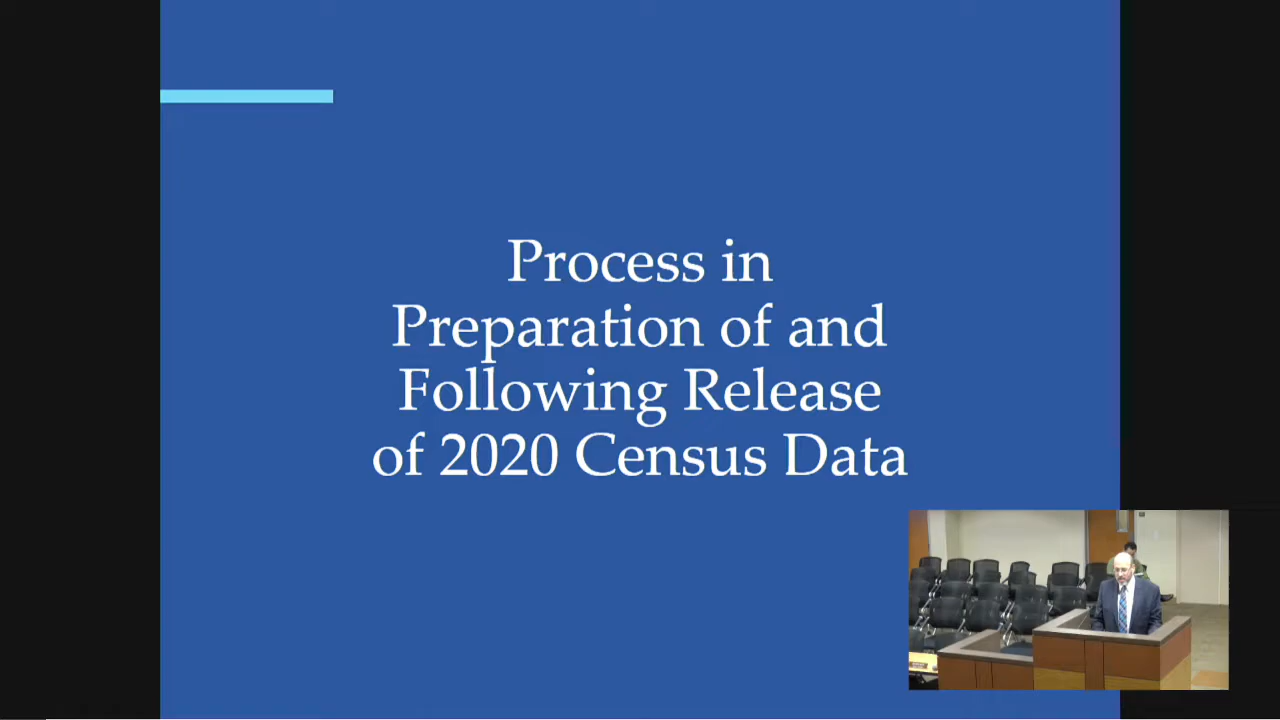 Process in
Preparation of and
Following Release
of 2020 Census Data